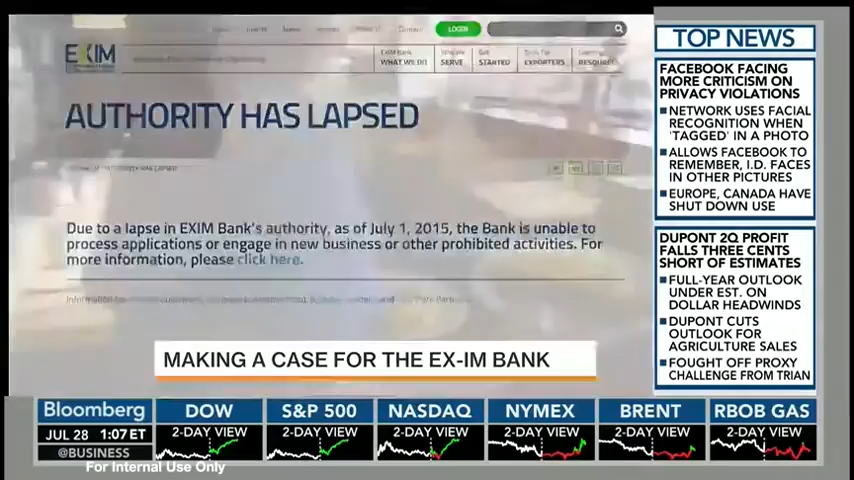 LOGIN
EXIM
EXIM Bank
WHAT WE DO
SERVE
Get
STARTED
Tools For
EXPORTERS
Learning
RESOURCES
AUTHORITY HAS LAPSED
Due to a lapse in EXIM Bank's authority, as of July 1, 2015, the Bank is unable to
process applications or engage in new business or other prohibited activities. For
more information, please click here.
MAKING A CASE FOR THE EX-IM BANK
TOP NEWS
FACEBOOK FACING
MORE CRITICISM ON
PRIVACY VIOLATIONS
NETWORK USES FACIAL
RECOGNITION WHEN
'TAGGED' IN A PHOTO
ALLOWS FACEBOOK TO
REMEMBER, I.D. FACES
IN OTHER PICTURES
EUROPE, CANADA HAVE
SHUT DOWN USE
DUPONT 2Q PROFIT
FALLS THREE CENTS
SHORT OF ESTIMATES
FULL-YEAR OUTLOOK
UNDER EST. ON
DOLLAR HEADWINDS
DUPONT CUTS
OUTLOOK FOR
AGRICULTURE SALES
FOUGHT OFF PROXY
CHALLENGE FROM TRIAN
Bloomberg DOW S&P 500 NASDAQ NYMEX BRENT RBOB GAS
JUL 28 1:07 ET 2-DAY VIEW 2-DAY VIEW 2-DAY VIEW 2-DAY VIEW 2-DAY VIEW 2-DAY VIEW
@BUSINESS
For Internal Use Only